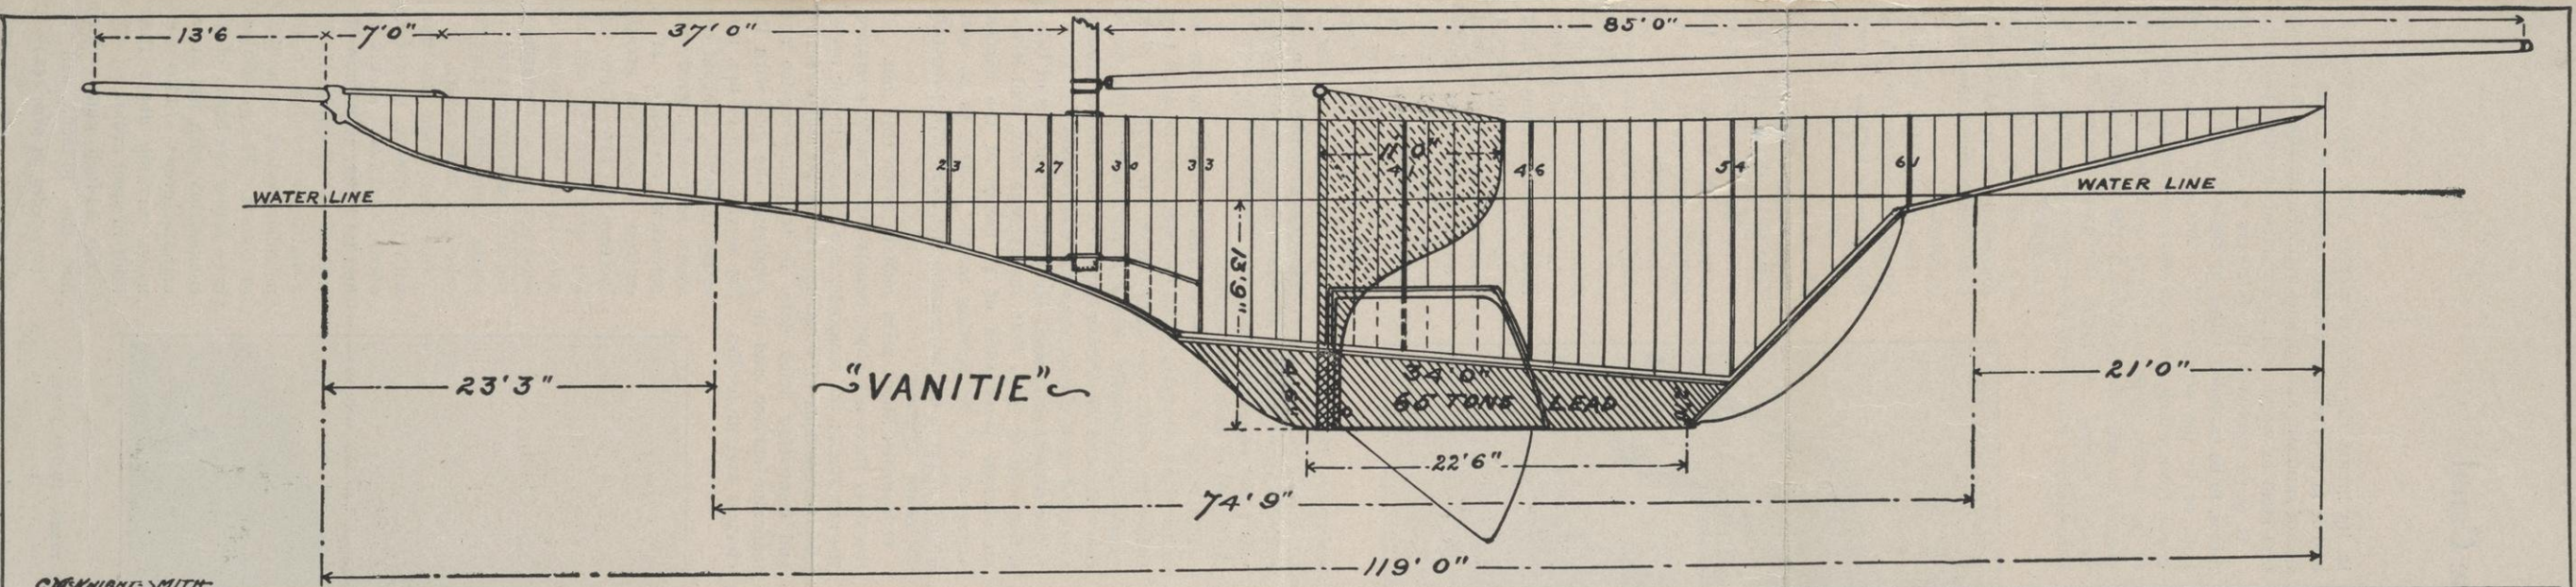 13'6 7'0" 37'0" 85'0"
23 27 30 33 11'0" 41 46 54 61
WATER LINE WATER LINE
13'9"
23'3" "VANITIE" 4'6" 34'0" 21'0"
65 TONS LEAD
22'6"
74'9"
119'0"